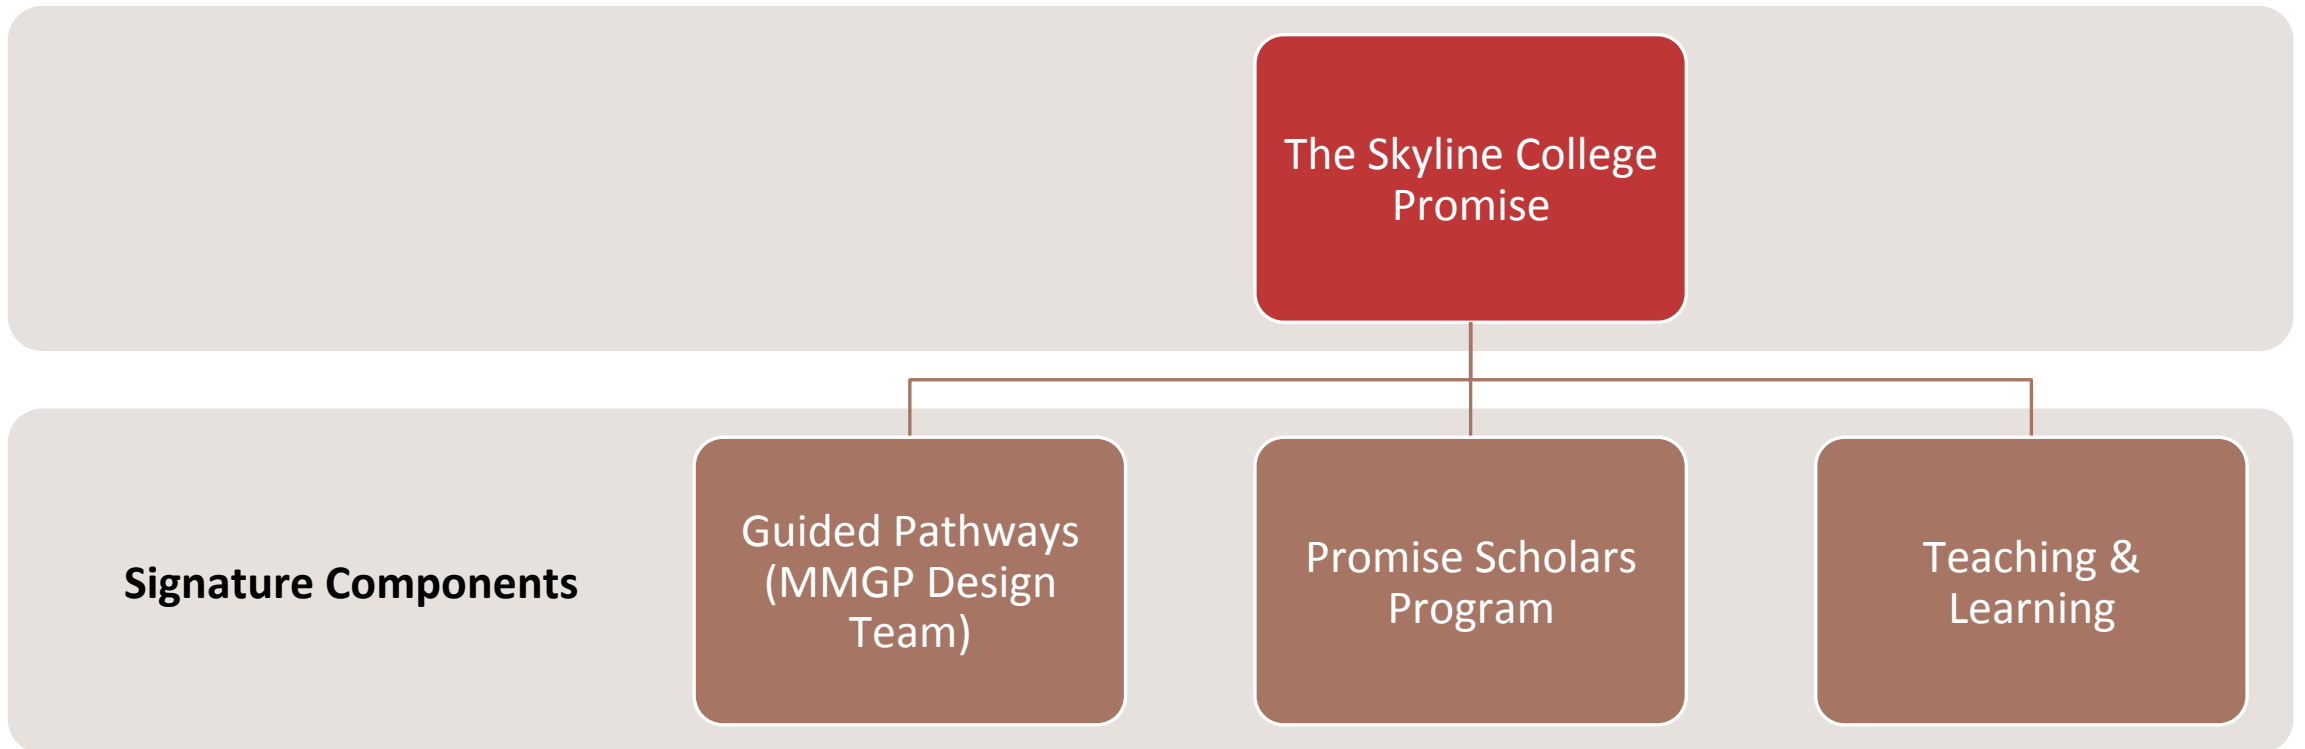 The Skyline College
Promise
Signature Components
Guided Pathways
(MMGP Design
Team)
Promise Scholars
Program
Teaching &
Learning